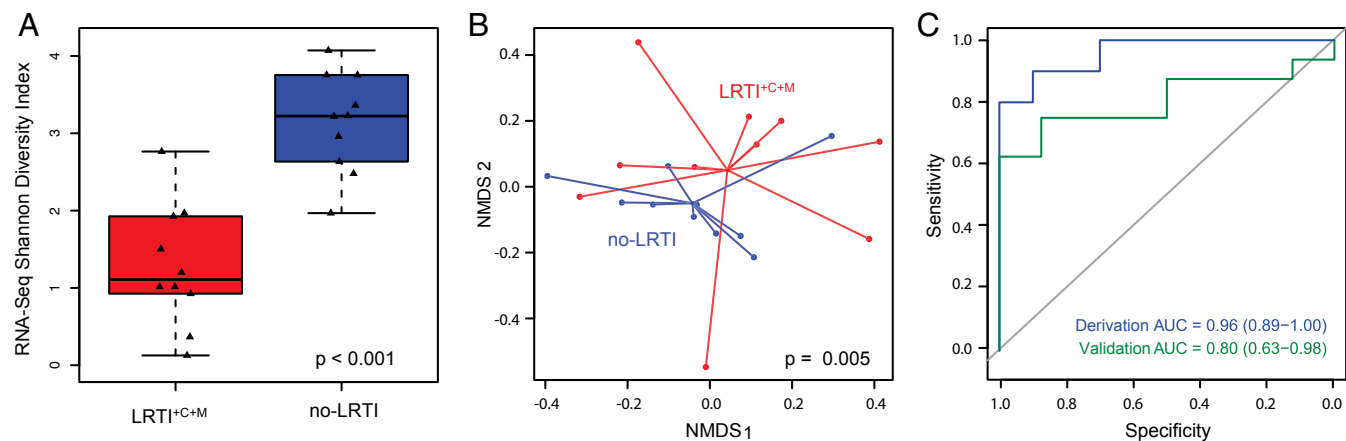 A
RNA-Seq Shannon Diversity Index
4
3
2
1
0
p < 0.001
LRTI+C+M
no-LRTI
B
NMDS 2
0.4
0.2
0.0
-0.2
-0.4
LRTI+C+M
no-LRTI
p = 0.005
-0.4 -0.2 0.0 0.2 0.4
NMDS1
C
Sensitivity
1.0
0.8
0.6
0.4
0.2
0.0
Derivation AUC = 0.96 (0.89−1.00)
Validation AUC = 0.80 (0.63−0.98)
1.0 0.8 0.6 0.4 0.2 0.0
Specificity